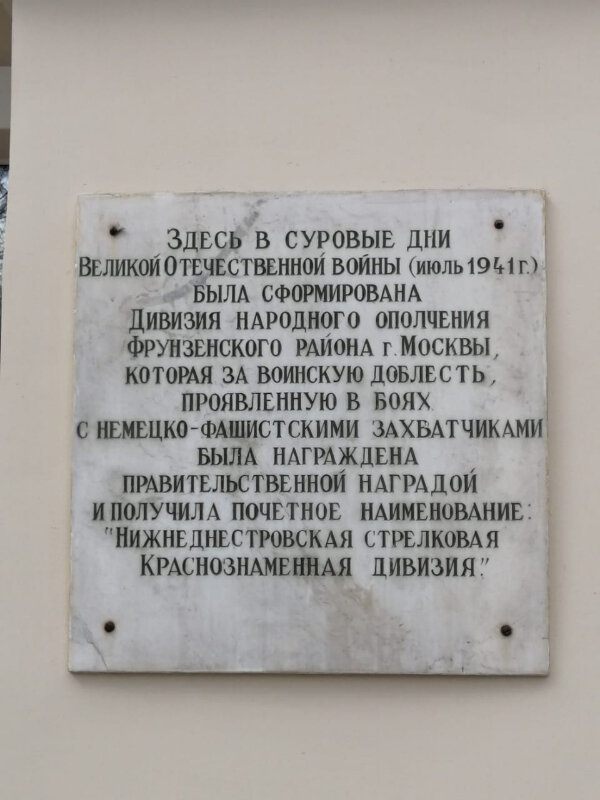 Здесь в суровые дни
Великой Отечественной войны (июль 1941 г.)
была сформирована
Дивизия народного ополчения
Фрунзенского района г. Москвы,
которая за воинскую доблесть,
проявленную в боях
с немецко-фашистскими захватчиками
была награждена
правительственной наградой
и получила почетное наименование:
"Нижнеднестровская стрелковая
Краснознаменная дивизия."